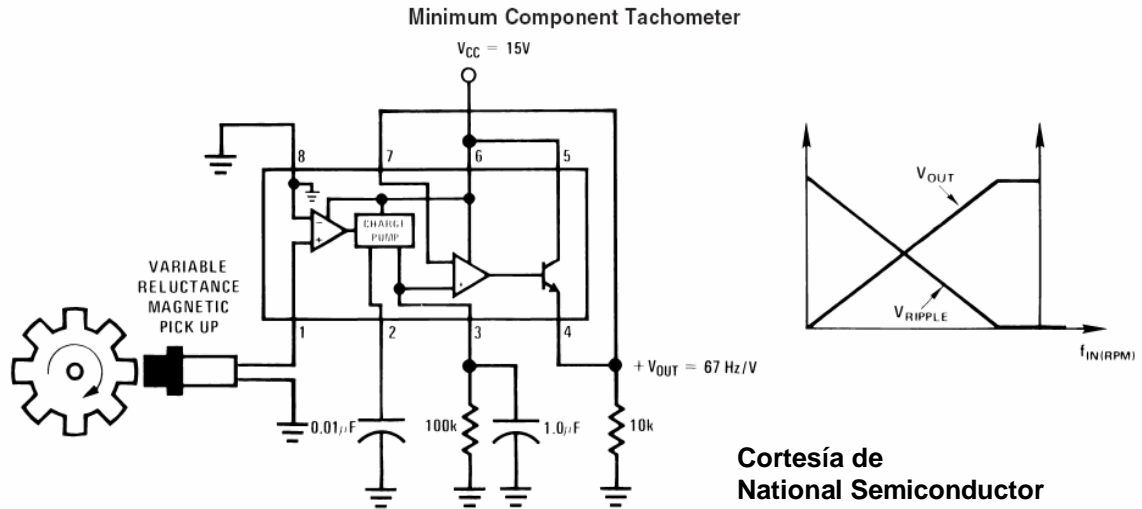 Minimum Component Tachometer
VCC = 15V
8 7 6 5
CHARGE
PUMP
VARIABLE
RELUCTANCE
MAGNETIC
PICK UP
1 2 3 4
+ VOUT = 67 Hz/V
0.01µF 100k 1.0µF 10k
VOUT
VRIPPLE
fIN(RPM)
Cortesía de
National Semiconductor